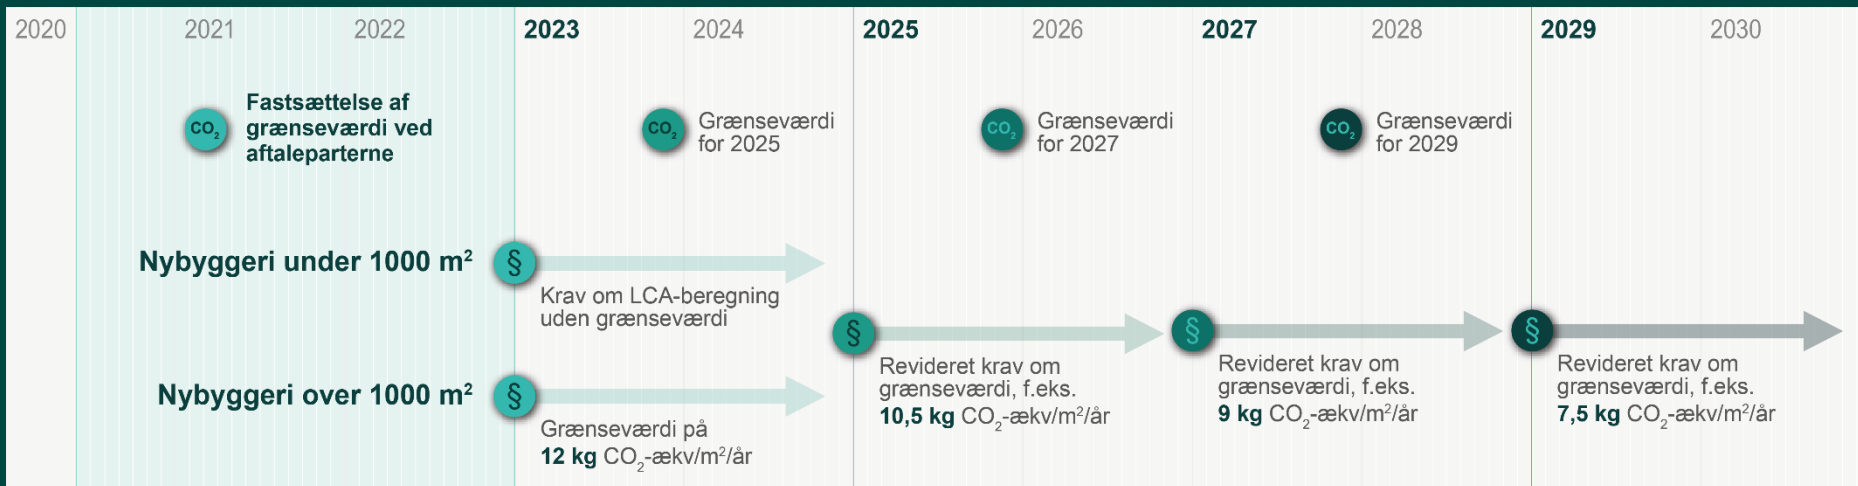 2020 2021 2022 2023 2024 2025 2026 2027 2028 2029 2030
CO₂
Fastsættelse af
grænseværdi ved
aftaleparterne
CO₂
Grænseværdi
for 2025
CO₂
Grænseværdi
for 2027
CO₂
Grænseværdi
for 2029
Nybyggeri under 1000 m²
§
Krav om LCA-beregning
uden grænseværdi
Nybyggeri over 1000 m²
§
Grænseværdi på
12 kg CO₂-ækv/m²/år
§
Revideret krav om
grænseværdi, f.eks.
10,5 kg CO₂-ækv/m²/år
§
Revideret krav om
grænseværdi, f.eks.
9 kg CO₂-ækv/m²/år
§
Revideret krav om
grænseværdi, f.eks.
7,5 kg CO₂-ækv/m²/år